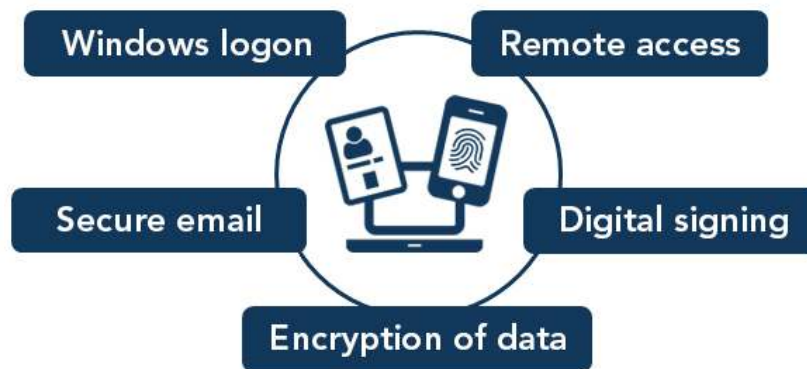 Windows logon
Remote access
Secure email
Digital signing
Encryption of data